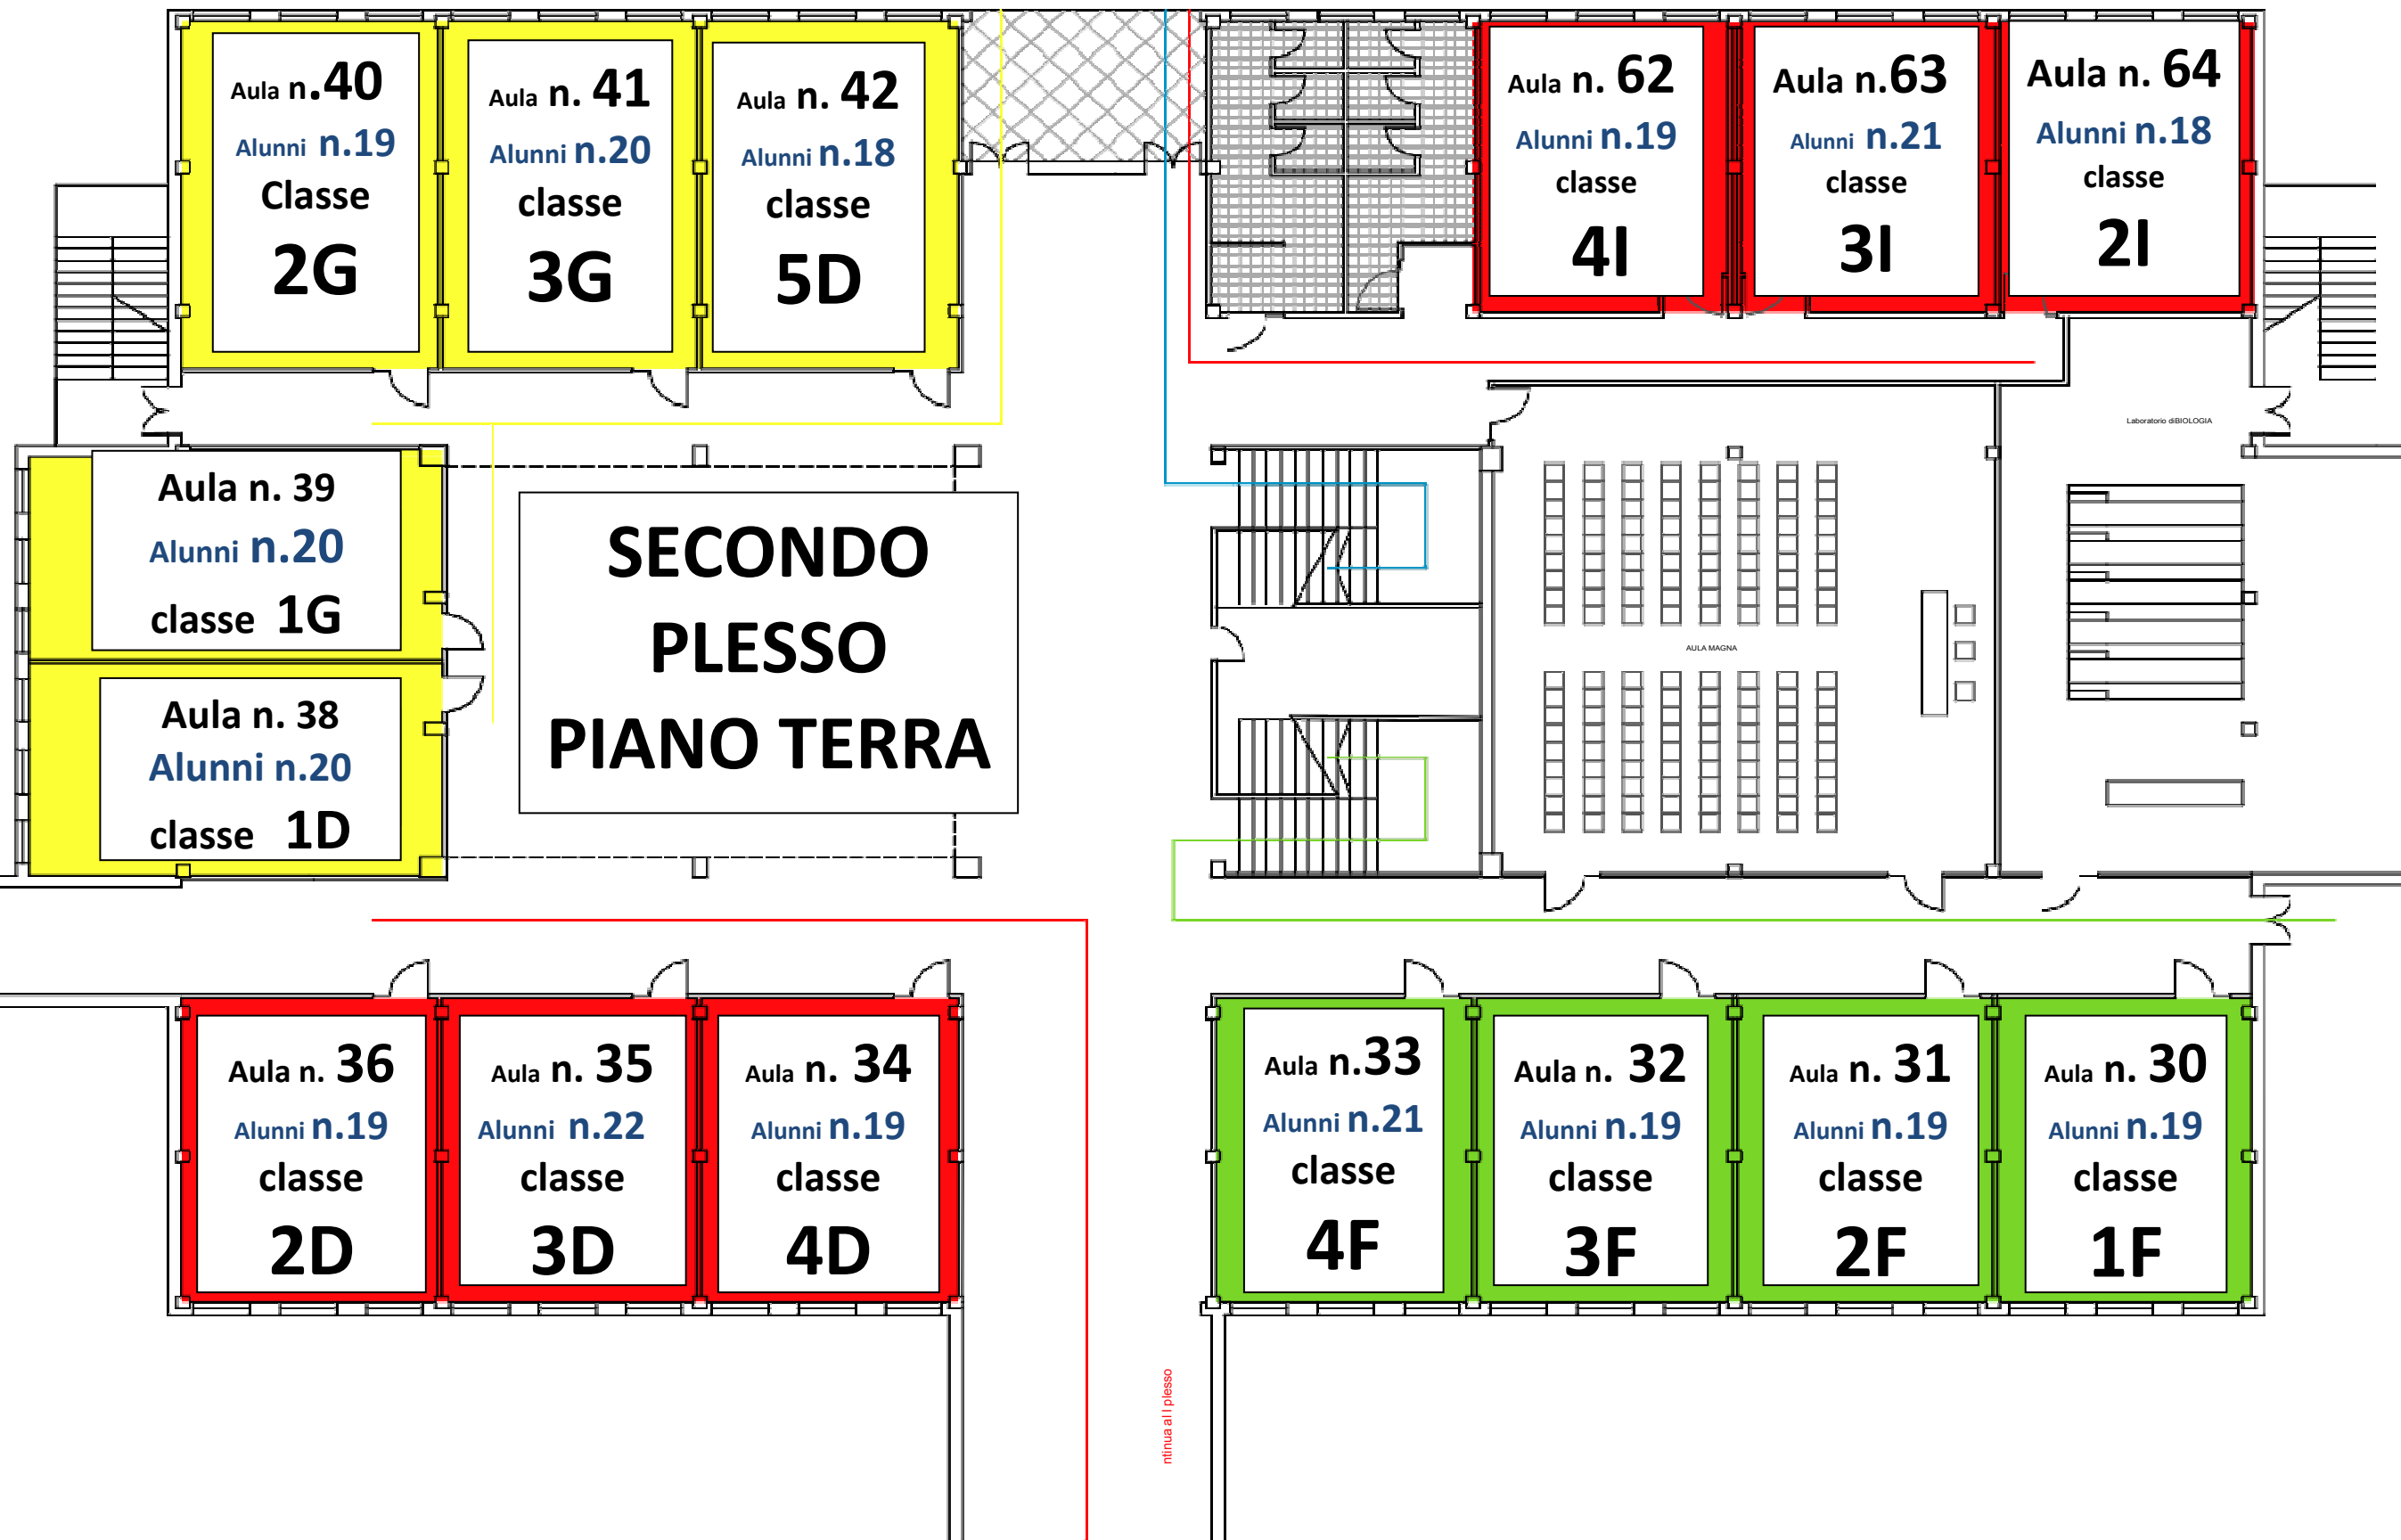 Aula n.40
Alunni n.19
Classe
2G
Aula n. 41
Alunni n.20
classe
3G
Aula n. 42
Alunni n.18
classe
5D
Aula n. 62
Alunni n.19
classe
4I
Aula n.63
Alunni n.21
classe
3I
Aula n. 64
Alunni n.18
classe
2I
Laboratorio diBIOLOGIA
Aula n. 39
Alunni n.20
classe 1G
SECONDO
PLESSO
PIANO TERRA
AULA MAGNA
Aula n. 38
Alunni n.20
classe 1D
Aula n. 36
Alunni n.19
classe
2D
Aula n. 35
Alunni n.22
classe
3D
Aula n. 34
Alunni n.19
classe
4D
Aula n.33
Alunni n.21
classe
4F
Aula n. 32
Alunni n.19
classe
3F
Aula n. 31
Alunni n.19
classe
2F
Aula n. 30
Alunni n.19
classe
1F
ntinua al I plesso